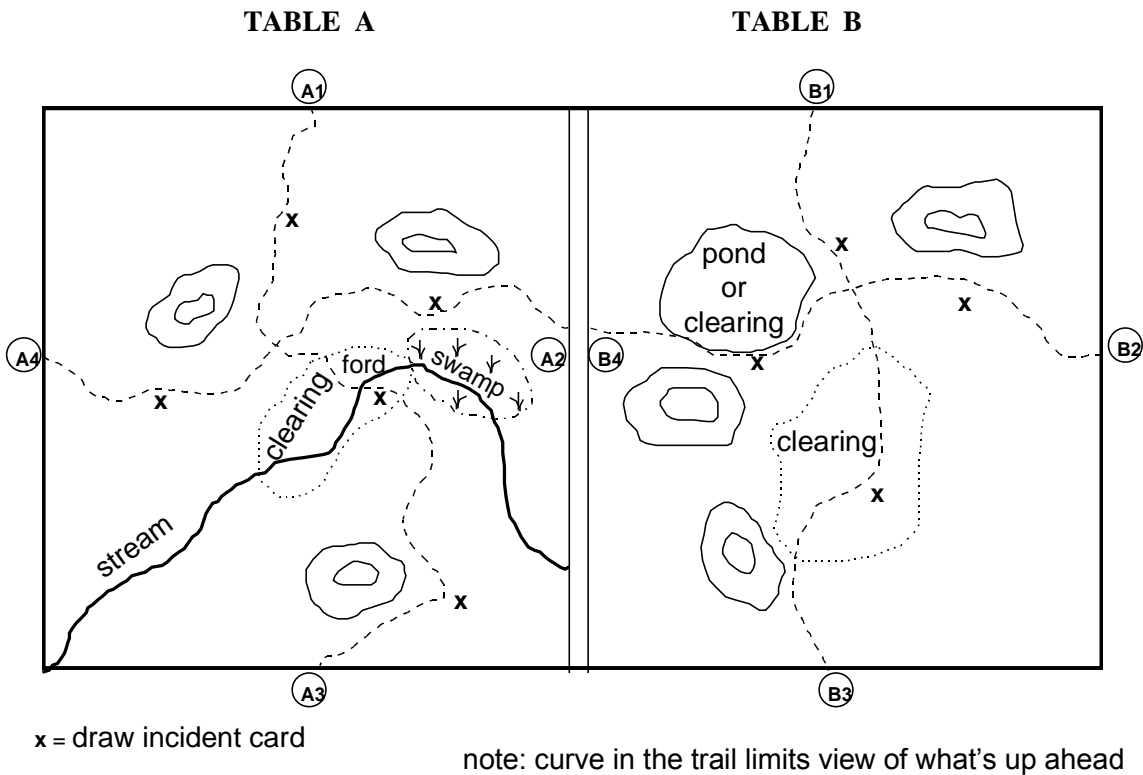 TABLE A
TABLE B
A1
B1
x
x
pond
or
clearing
x
x
A4
ford
swamp
A2
B4
x
B2
x
x
clearing
clearing
x
stream
x
A3
B3
x = draw incident card
note: curve in the trail limits view of what's up ahead